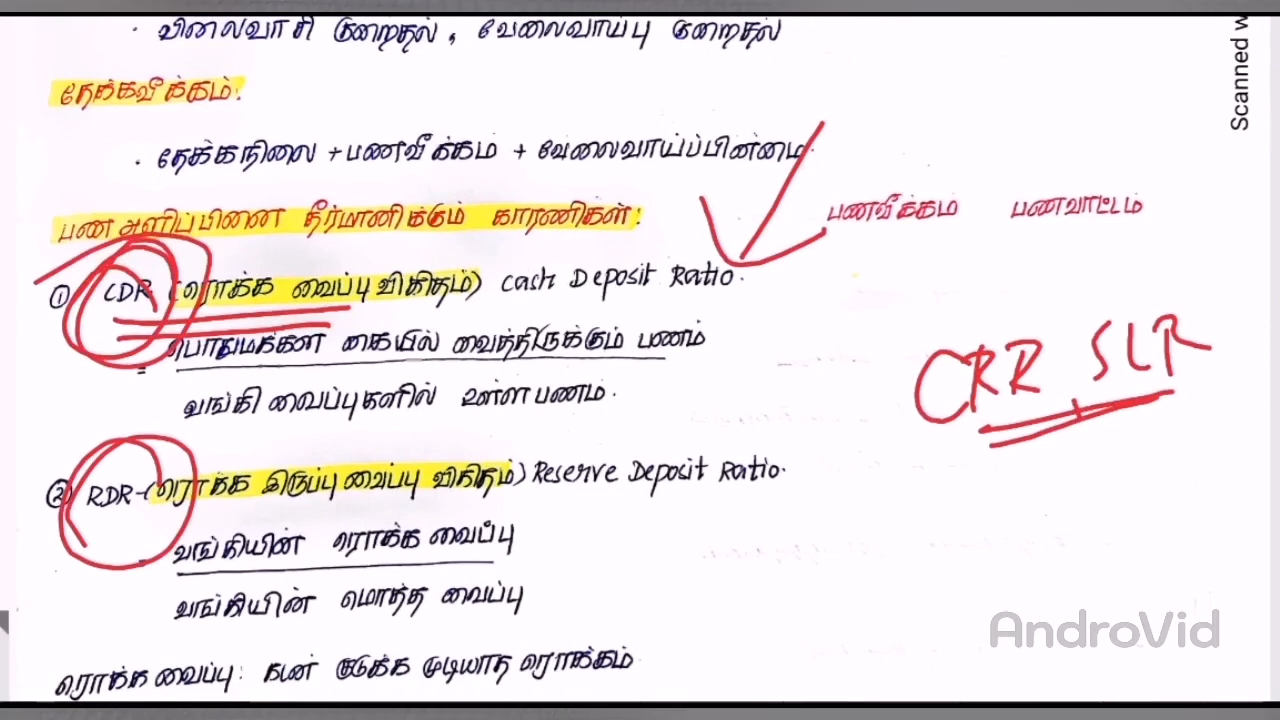 · விலைவாசி குறைதல், வேலைவாய்பு குறைதல்
தேக்கவீக்கம்:
· தேக்கநிலை + பணவீக்கம் + வேலைவாய்ப்பின்மை.
பண அளிப்பினை தீர்மானிக்கும் காரணிகள்:
பணவீக்கம் பணவாட்டம்
① CDR (ரொக்க வைப்பு விகிதம்) Cash Deposit Ratio.
= பொதுமக்கள் கையில் வைத்திருக்கும் பணம்
வங்கி வைப்புகளில் உள்ள பணம்.
CRR SLR
② RDR - (ரொக்க இருப்பு வைப்பு விகிதம்) Reserve Deposit Ratio.
வங்கியின் ரொக்க வைப்பு
வங்கியின் மொத்த வைப்பு
ரொக்க வைப்பு: கடன் கொடுக்க முடியாத ரொக்கம்
Scanned w
AndroVid